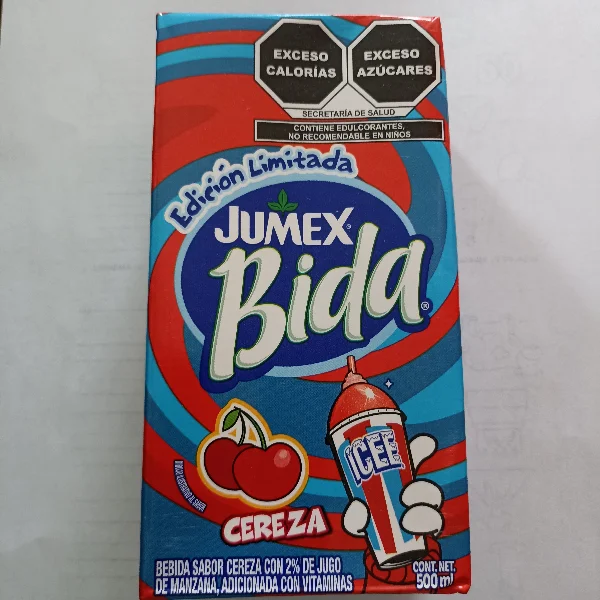 EXCESO
CALORÍAS
EXCESO
AZÚCARES
SECRETARÍA DE SALUD
CONTIENE EDULCORANTES,
NO RECOMENDABLE EN NIÑOS
Edición Limitada
JUMEX®
Bida®
ICEE
CEREZA
BEBIDA SABOR CEREZA CON 2% DE JUGO
DE MANZANA, ADICIONADA CON VITAMINAS
CONT. NET.
500 ml